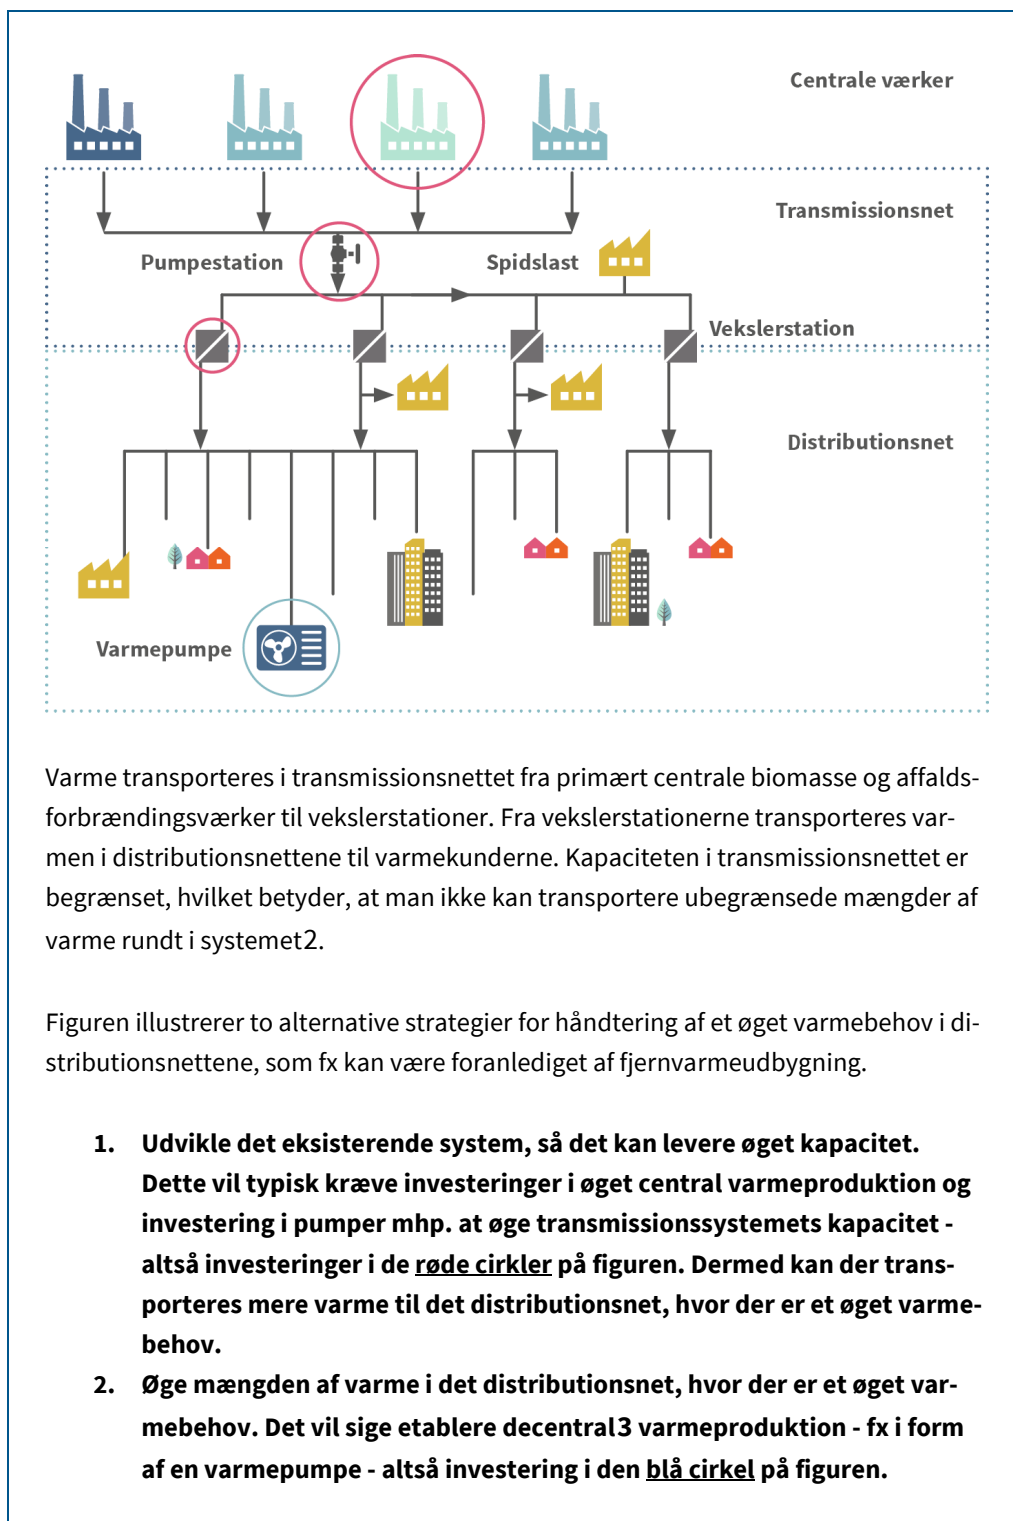 Centrale værker
Transmissionsnet
Pumpestation
Spidslast
Vekslerstation
Distributionsnet
Varmepumpe
Varme transporteres i transmissionsnettet fra primært centrale biomasse og affalds-
forbrændingsværker til vekslerstationer. Fra vekslerstationerne transporteres var-
men i distributionsnettene til varmekunderne. Kapaciteten i transmissionsnettet er
begrænset, hvilket betyder, at man ikke kan transportere ubegrænsede mængder af
varme rundt i systemet2.
Figuren illustrerer to alternative strategier for håndtering af et øget varmebehov i di-
stributionsnettene, som fx kan være foranlediget af fjernvarmeudbygning.
1. Udvikle det eksisterende system, så det kan levere øget kapacitet.
Dette vil typisk kræve investeringer i øget central varmeproduktion og
investering i pumper mhp. at øge transmissionssystemets kapacitet -
altså investeringer i de røde cirkler på figuren. Dermed kan der trans-
porteres mere varme til det distributionsnet, hvor der er et øget varme-
behov.
2. Øge mængden af varme i det distributionsnet, hvor der er et øget var-
mebehov. Det vil sige etablere decentral3 varmeproduktion - fx i form
af en varmepumpe - altså investering i den blå cirkel på figuren.